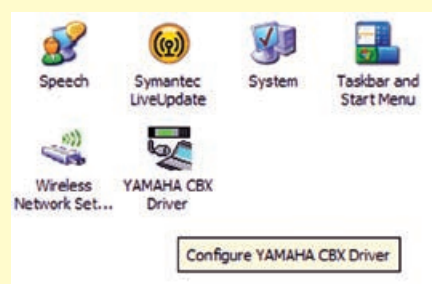 Speech
Symantec
LiveUpdate
System
Taskbar and
Start Menu
Wireless
Network Set...
YAMAHA CBX
Driver
Configure YAMAHA CBX Driver